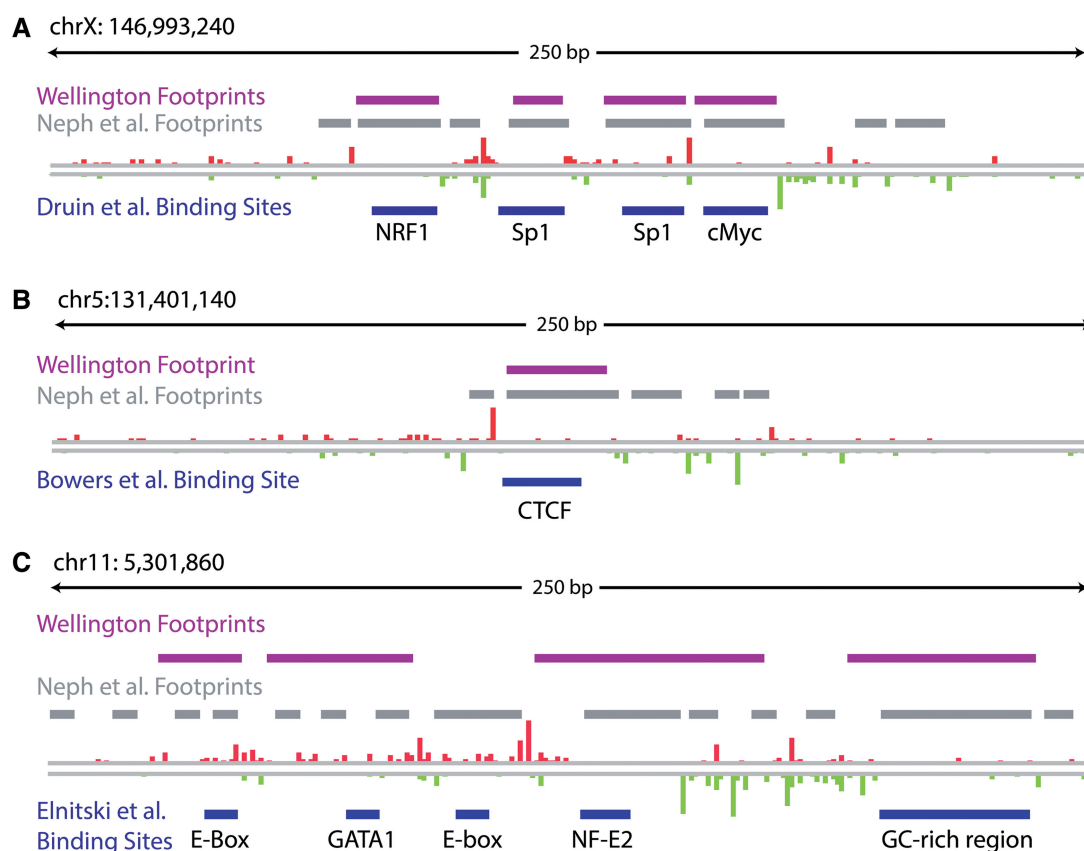 A chrX: 146,993,240
250 bp
Wellington Footprints
Neph et al. Footprints
Druin et al. Binding Sites
NRF1 Sp1 Sp1 cMyc
B chr5:131,401,140
250 bp
Wellington Footprint
Neph et al. Footprints
Bowers et al. Binding Site
CTCF
C chr11: 5,301,860
250 bp
Wellington Footprints
Neph et al. Footprints
Elnitski et al.
Binding Sites
E-Box GATA1 E-box NF-E2 GC-rich region